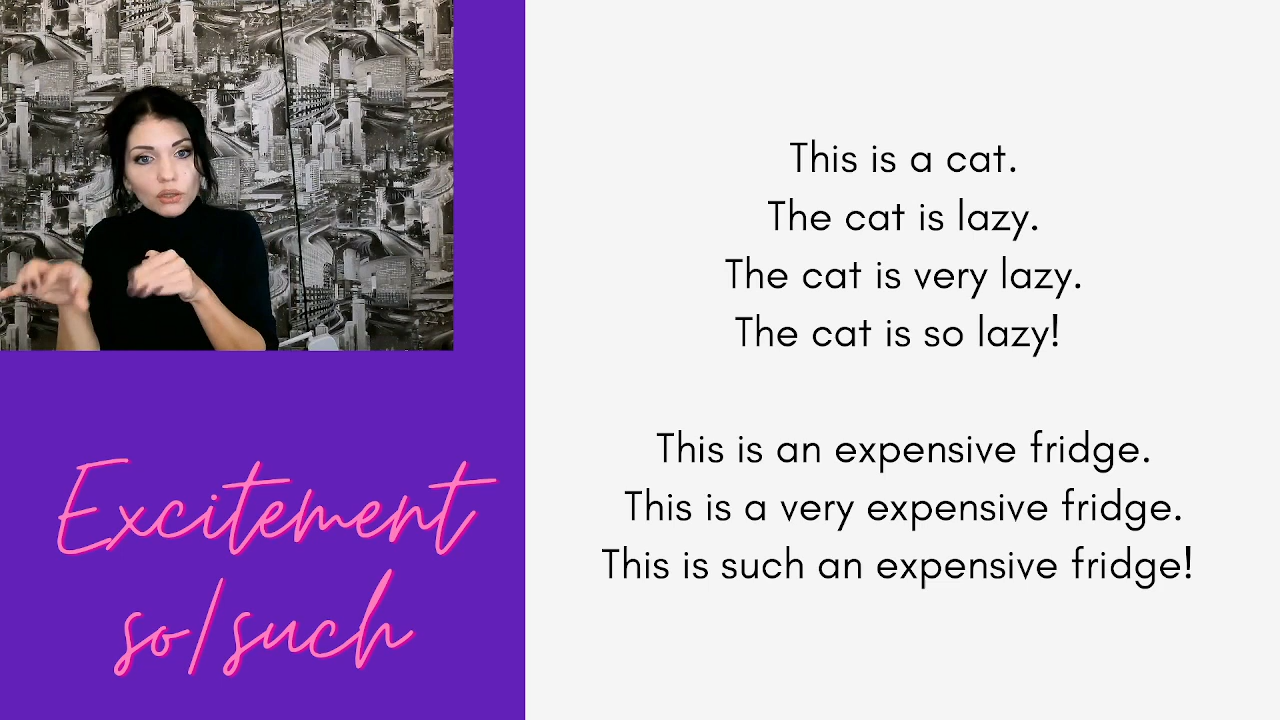 This is a cat.
The cat is lazy.
The cat is very lazy.
The cat is so lazy!
This is an expensive fridge.
This is a very expensive fridge.
This is such an expensive fridge!
Excitement
so/such